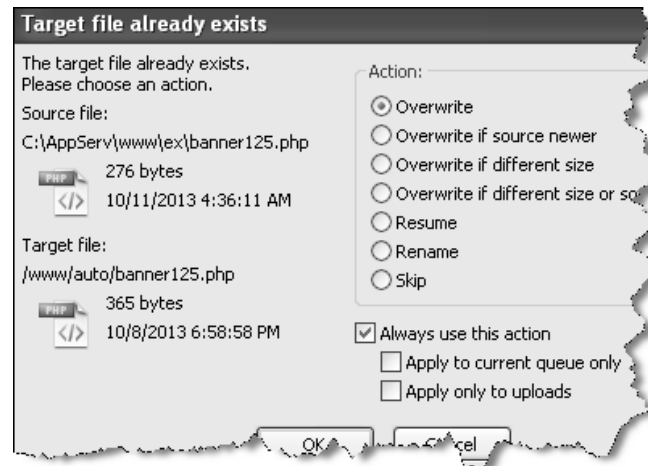 Target file already exists
The target file already exists.
Please choose an action.
Source file:
C:\AppServ\www\ex\banner125.php
PHP
</>
276 bytes
10/11/2013 4:36:11 AM
Target file:
/www/auto/banner125.php
PHP
</>
365 bytes
10/8/2013 6:58:58 PM
Action:
Overwrite
Overwrite if source newer
Overwrite if different size
Overwrite if different size or
Resume
Rename
Skip
Always use this action
Apply to current queue only
Apply only to uploads
OK